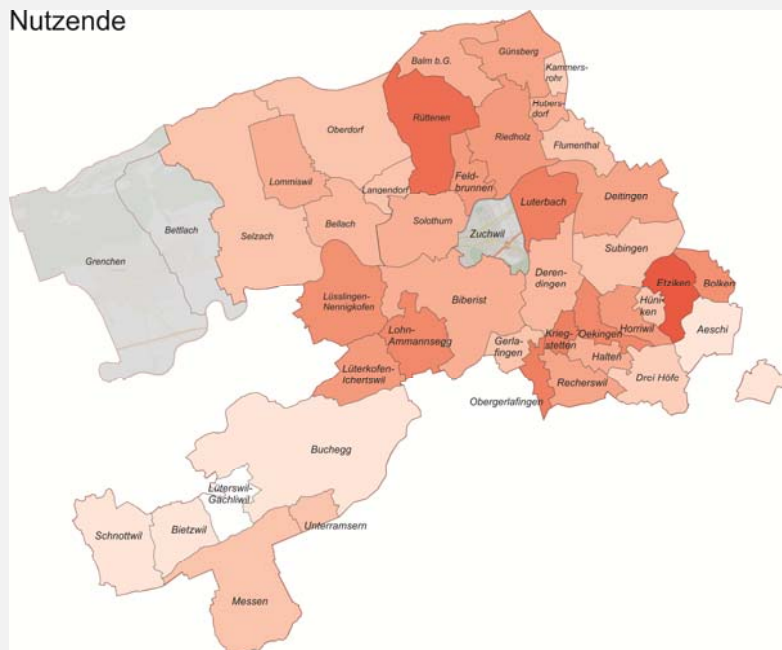 Nutzende
Balm b.G.
Günsberg
Kammers-
rohr
Hubers-
dorf
Rüttenen
Oberdorf
Riedholz
Flumenthal
Lommiswil
Langendorf
Feld-
brunnen
Luterbach
Deitingen
Bettlach
Selzach
Bellach
Solothurn
Zuchwil
Subingen
Grenchen
Deren-
dingen
Etziken
Bolken
Lüsslingen-
Nennigkofen
Biberist
Hüni-
ken
Aeschi
Lohn-
Ammannsegg
Gerla-
fingen
Krieg-
stetten
Oekingen
Horriwil
Halten
Lüterkofen-
Ichertswil
Recherswil
Drei Höfe
Obergerlafingen
Buchegg
Lüterswil-
Gächliwil
Schnottwil
Bietzwil
Unterramsern
Messen